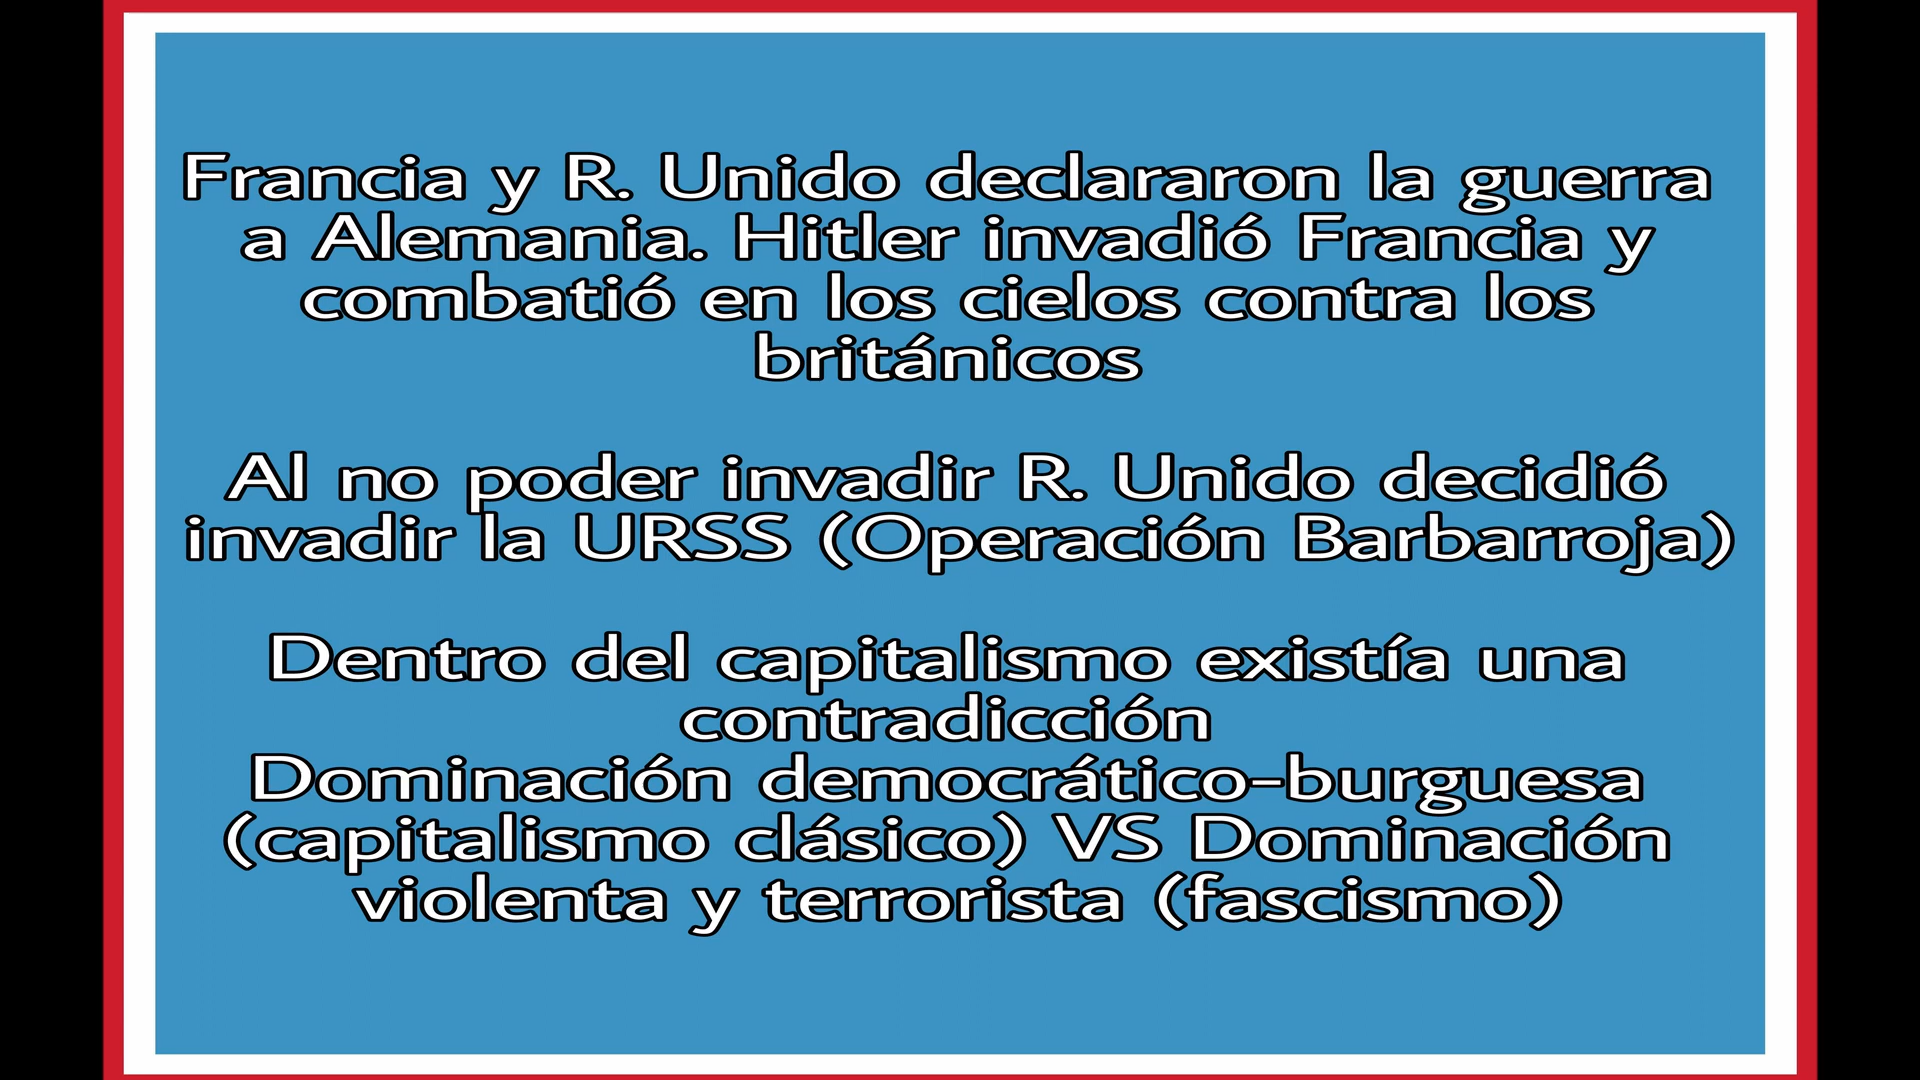 Francia y R. Unido declararon la guerra
a Alemania. Hitler invadió Francia y
combatió en los cielos contra los
británicos
Al no poder invadir R. Unido decidió
invadir la URSS (Operación Barbarroja)
Dentro del capitalismo existía una
contradicción
Dominación democrático-burguesa
(capitalismo clásico) VS Dominación
violenta y terrorista (fascismo)